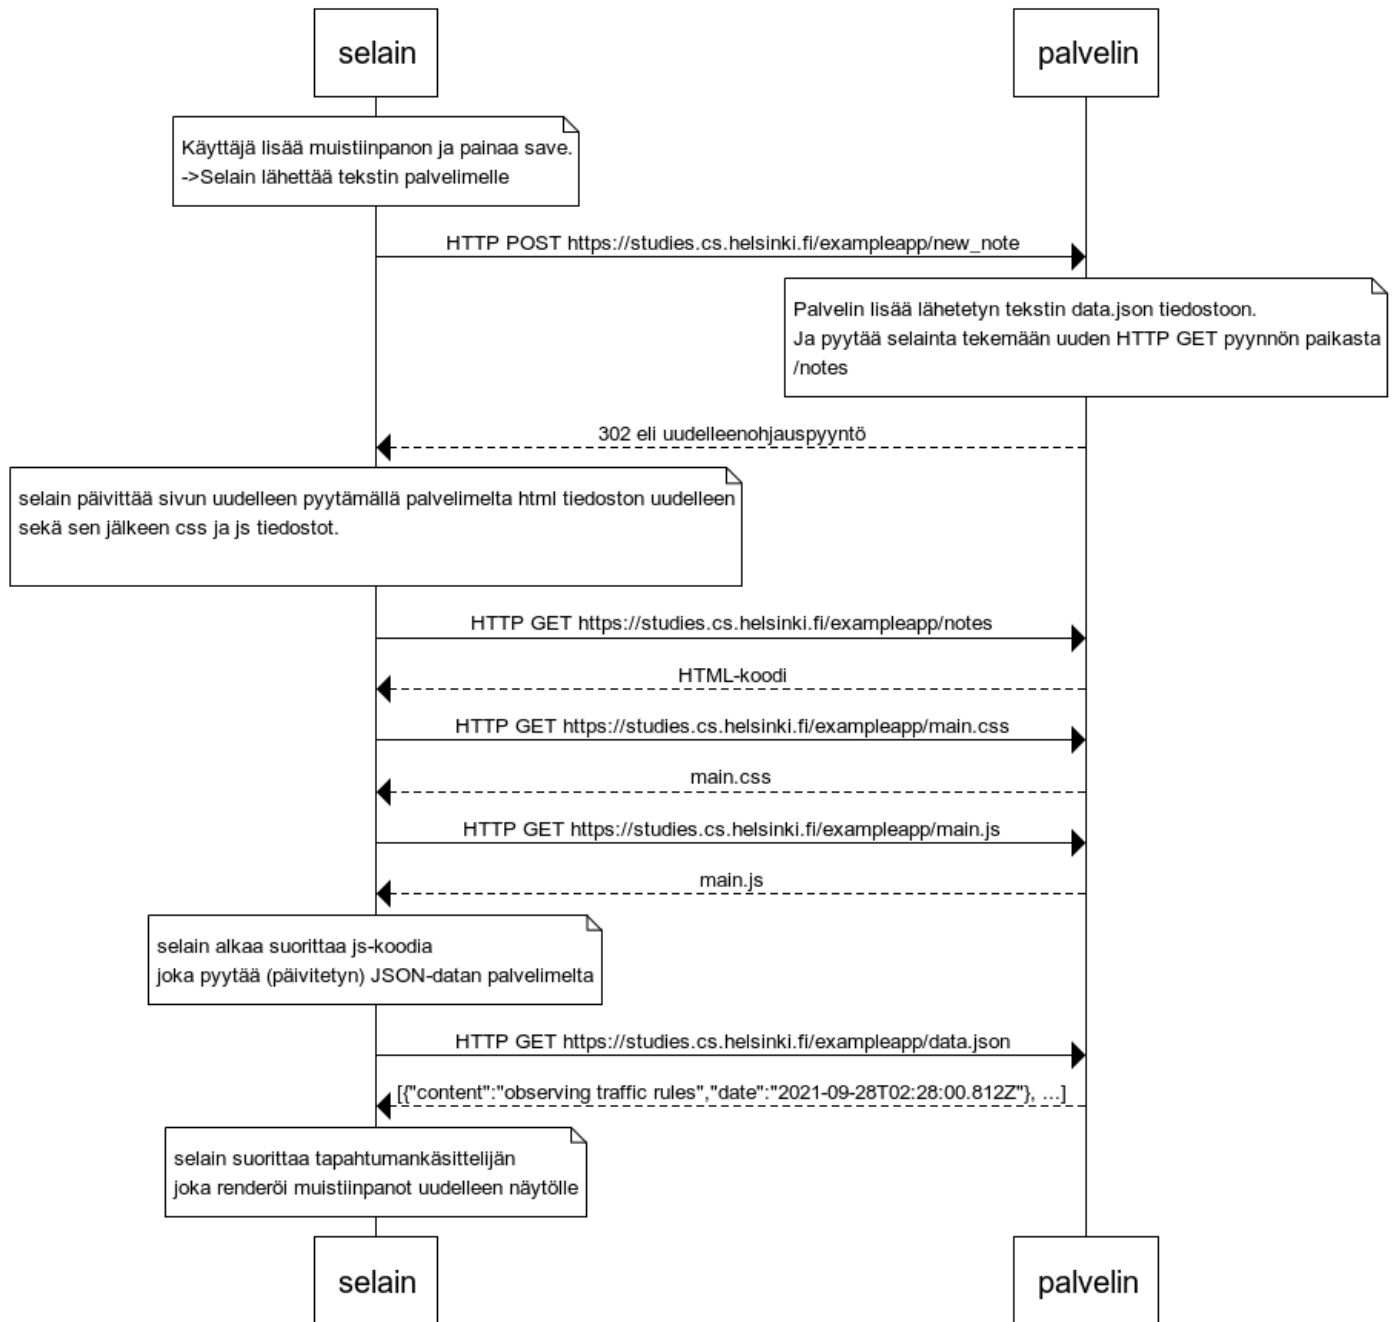 selain
palvelin
Käyttäjä lisää muistiinpanon ja painaa save.
->Selain lähettää tekstin palvelimelle
HTTP POST https://studies.cs.helsinki.fi/exampleapp/new_note
Palvelin lisää lähetetyn tekstin data.json tiedostoon.
Ja pyytää selainta tekemään uuden HTTP GET pyynnön paikasta
/notes
302 eli uudelleenohjauspyyntö
selain päivittää sivun uudelleen pyytämällä palvelimelta html tiedoston uudelleen
sekä sen jälkeen css ja js tiedostot.
HTTP GET https://studies.cs.helsinki.fi/exampleapp/notes
HTML-koodi
HTTP GET https://studies.cs.helsinki.fi/exampleapp/main.css
main.css
HTTP GET https://studies.cs.helsinki.fi/exampleapp/main.js
main.js
selain alkaa suorittaa js-koodia
joka pyytää (päivitetyn) JSON-datan palvelimelta
HTTP GET https://studies.cs.helsinki.fi/exampleapp/data.json
[{"content":"observing traffic rules","date":"2021-09-28T02:28:00.812Z"}, ...]
selain suorittaa tapahtumankäsittelijän
joka renderöi muistiinpanot uudelleen näytölle
selain
palvelin